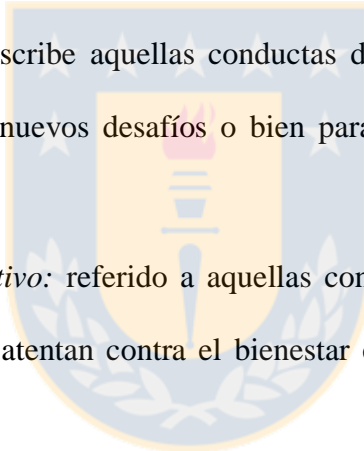 scribe aquellas conductas d
nuevos desafíos o bien para
tivo: referido a aquellas con
atentan contra el bienestar